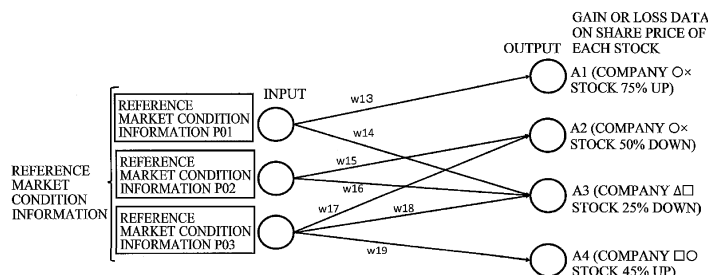 GAIN OR LOSS DATA
ON SHARE PRICE OF
EACH STOCK
OUTPUT
INPUT
REFERENCE
MARKET
CONDITION
INFORMATION
REFERENCE
MARKET CONDITION
INFORMATION P01
REFERENCE
MARKET CONDITION
INFORMATION P02
REFERENCE
MARKET CONDITION
INFORMATION P03
w13
w14
w15
w16
w17
w18
w19
A1 (COMPANY ○×
STOCK 75% UP)
A2 (COMPANY ○×
STOCK 50% DOWN)
A3 (COMPANY Δ□
STOCK 25% DOWN)
A4 (COMPANY □○
STOCK 45% UP)